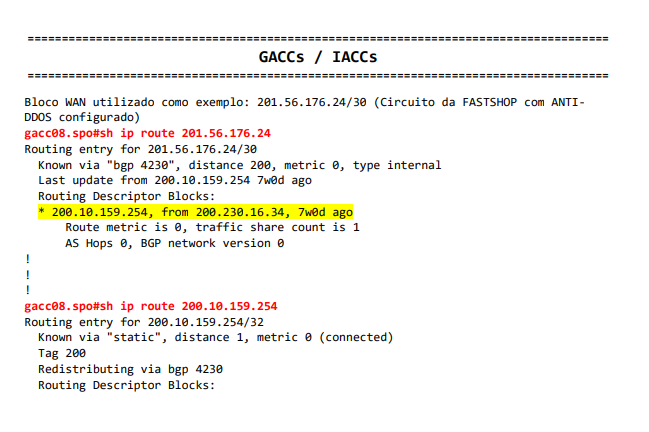 =====================================================================================
GACCs / IACCs
=====================================================================================
Bloco WAN utilizado como exemplo: 201.56.176.24/30 (Circuito da FASTSHOP com ANTI-
DDOS configurado)
gacc08.spo#sh ip route 201.56.176.24
Routing entry for 201.56.176.24/30
  Known via "bgp 4230", distance 200, metric 0, type internal
  Last update from 200.10.159.254 7w0d ago
  Routing Descriptor Blocks:
  * 200.10.159.254, from 200.230.16.34, 7w0d ago
      Route metric is 0, traffic share count is 1
      AS Hops 0, BGP network version 0
!
!
!
gacc08.spo#sh ip route 200.10.159.254
Routing entry for 200.10.159.254/32
  Known via "static", distance 1, metric 0 (connected)
  Tag 200
  Redistributing via bgp 4230
  Routing Descriptor Blocks: